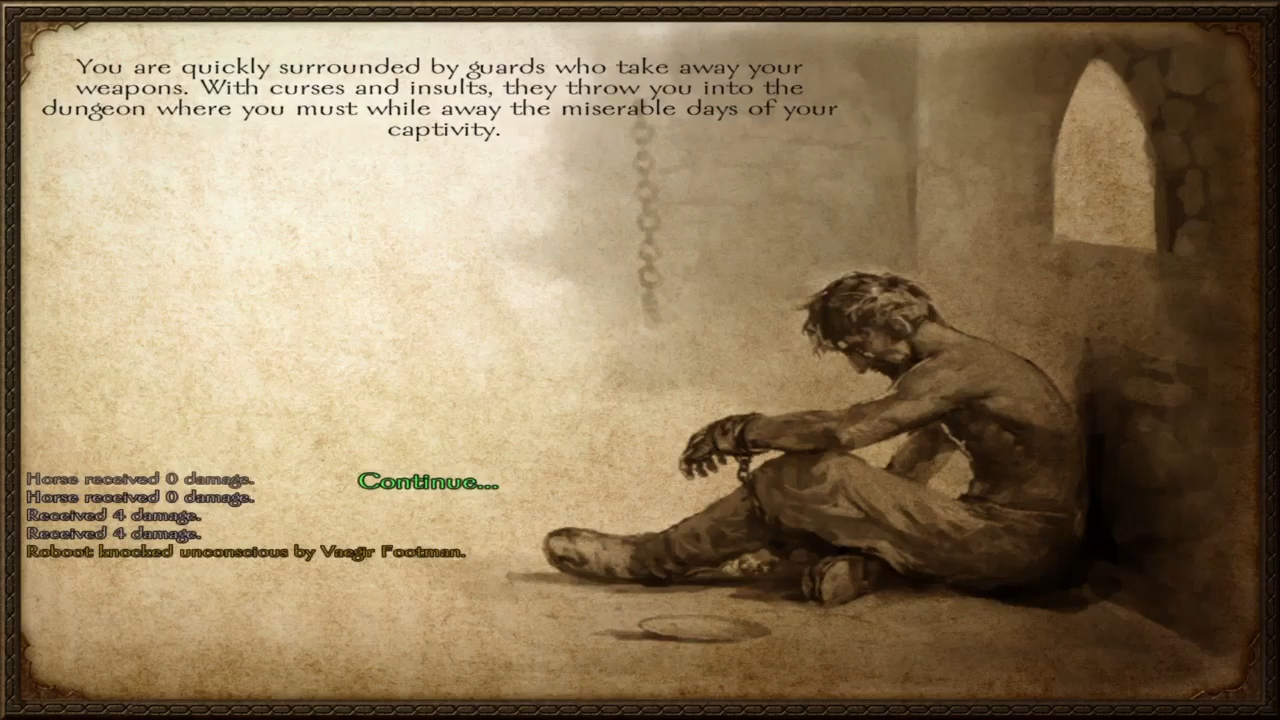 You are quickly surrounded by guards who take away your
weapons. With curses and insults, they throw you into the
dungeon where you must while away the miserable days of your
captivity.
Horse received 0 damage.
Continue...
Horse received 0 damage.
Received 4 damage.
Received 4 damage.
Roboot knocked unconscious by Vaegir Footman.